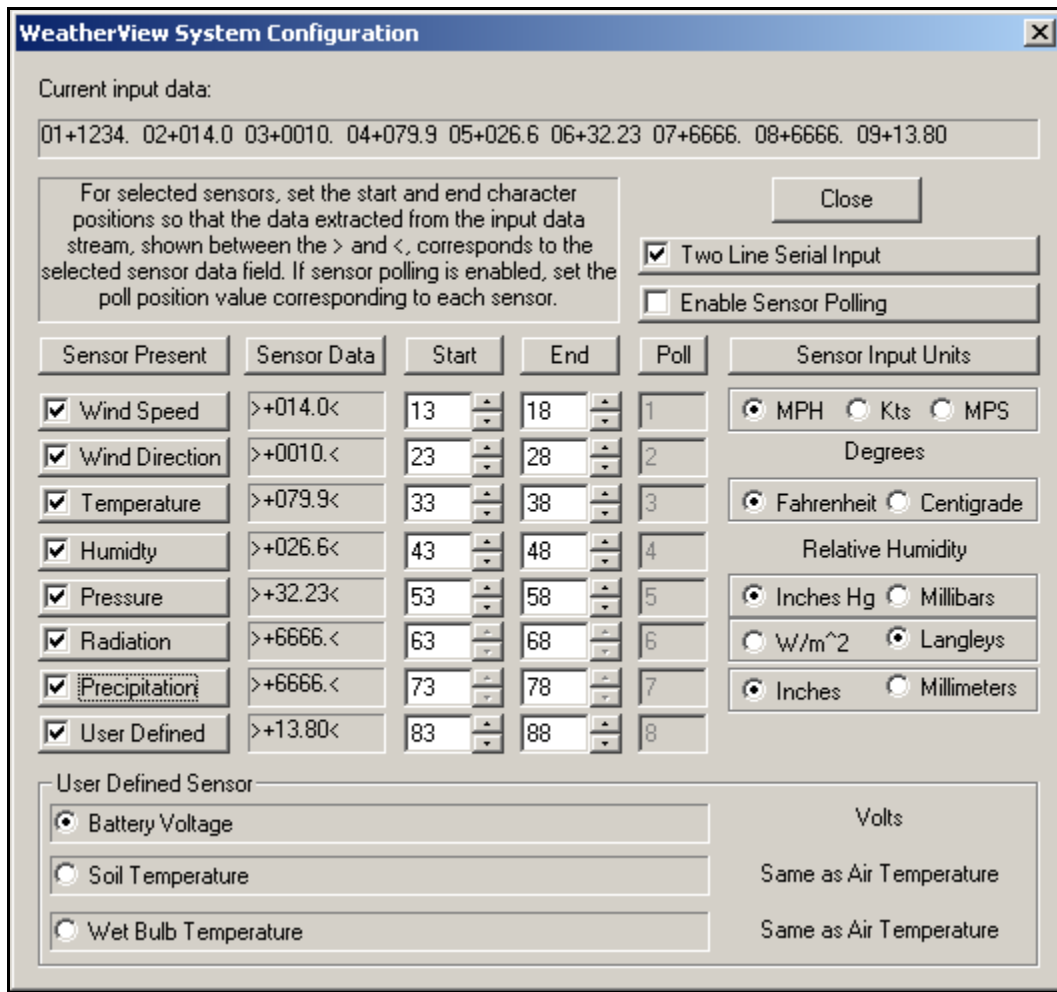 WeatherView System Configuration
Current input data:
01+1234. 02+014.0 03+0010. 04+079.9 05+026.6 06+32.23 07+6666. 08+6666. 09+13.80
For selected sensors, set the start and end character
positions so that the data extracted from the input data
stream, shown between the > and <, corresponds to the
selected sensor data field. If sensor polling is enabled, set the
poll position value corresponding to each sensor.
Close
Two Line Serial Input
Enable Sensor Polling
Sensor Present Sensor Data Start End Poll Sensor Input Units
Wind Speed >+014.0< 13 18 1 MPH Kts MPS
Wind Direction >+0010.< 23 28 2 Degrees
Temperature >+079.9< 33 38 3 Fahrenheit Centigrade
Humidty >+026.6< 43 48 4 Relative Humidity
Pressure >+32.23< 53 58 5 Inches Hg Millibars
Radiation >+6666.< 63 68 6 W/m^2 Langleys
Precipitation >+6666.< 73 78 7 Inches Millimeters
User Defined >+13.80< 83 88 8
User Defined Sensor
Battery Voltage Volts
Soil Temperature Same as Air Temperature
Wet Bulb Temperature Same as Air Temperature